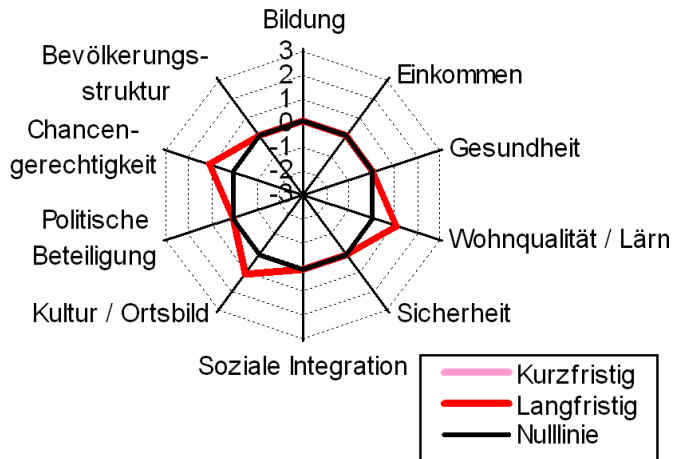 Bildung
Bevölkerungs-
struktur
Einkommen
Chancen-
gerechtigkeit
Gesundheit
3
2
1
0
-1
-2
-3
Politische
Beteiligung
Wohnqualität / Lärn
Kultur / Ortsbild
Sicherheit
Soziale Integration
Kurzfristig
Langfristig
Nulllinie